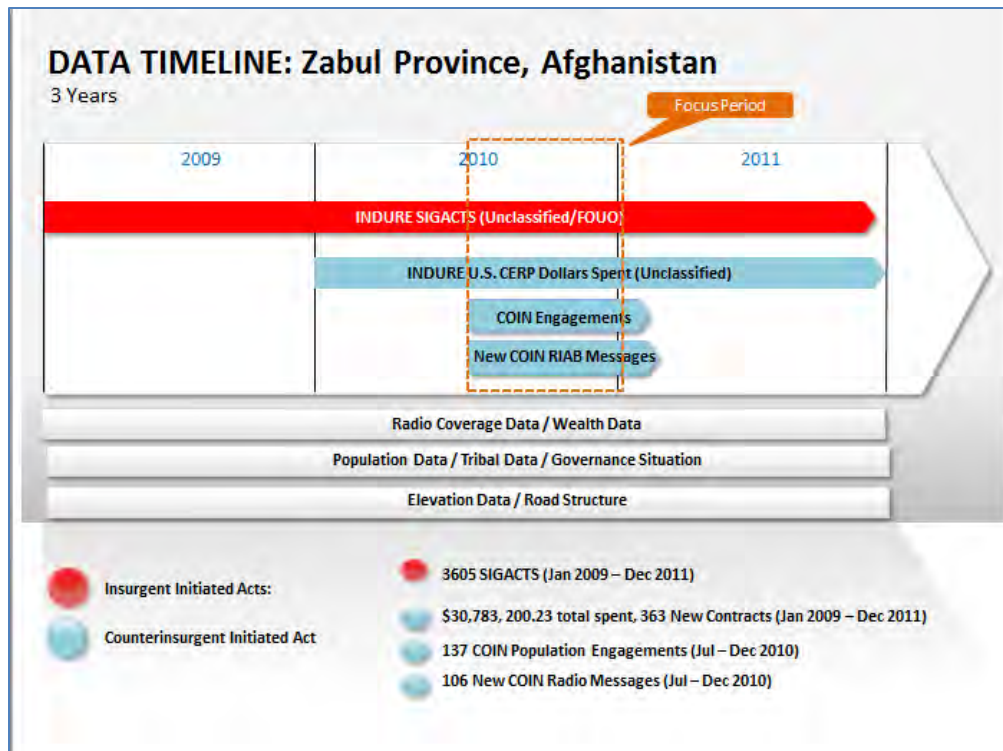 DATA TIMELINE: Zabul Province, Afghanistan
3 Years
Focus Period
2009
2010
2011
INDURE SIGACTS (Unclassified/FOUO)
INDURE U.S. CERP Dollars Spent (Unclassified)
COIN Engagements
New COIN RIAB Messages
Radio Coverage Data / Wealth Data
Population Data / Tribal Data / Governance Situation
Elevation Data / Road Structure
Insurgent Initiated Acts:
Counterinsurgent Initiated Act
3605 SIGACTS (Jan 2009 – Dec 2011)
$30,783, 200.23 total spent, 363 New Contracts (Jan 2009 – Dec 2011)
137 COIN Population Engagements (Jul – Dec 2010)
106 New COIN Radio Messages (Jul – Dec 2010)